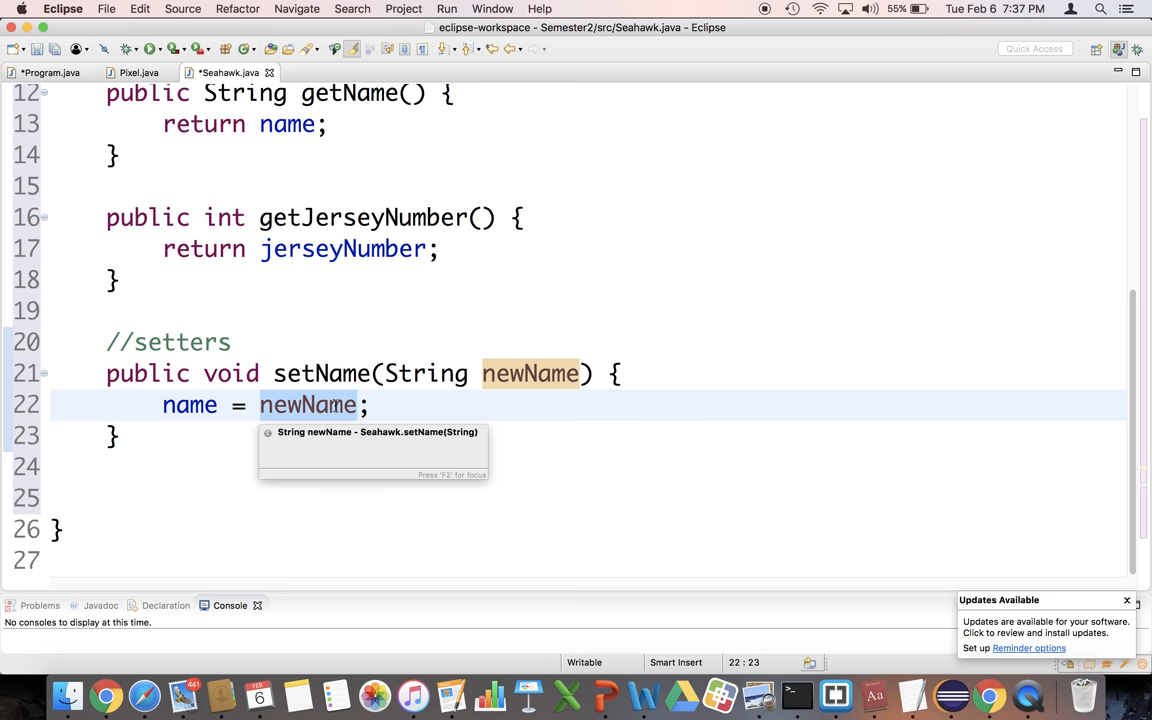 Eclipse File Edit Source Refactor Navigate Search Project Run Window Help 55% Tue Feb 6 7:37 PM
eclipse-workspace - Semester2/src/Seahawk.java - Eclipse
Quick Access
*Program.java Pixel.java *Seahawk.java
12 public String getName() {
13 return name;
14 }
15
16 public int getJerseyNumber() {
17 return jerseyNumber;
18 }
19
20 //setters
21 public void setName(String newName) {
22 name = newName;
23 }
String newName - Seahawk.setName(String)
Press 'F2' for focus
24
25
26 }
27
Problems Javadoc Declaration Console
No consoles to display at this time.
Updates Available
Updates are available for your software.
Click to review and install updates.
Set up Reminder options
Writable Smart Insert 22 : 23
441
FEB
6